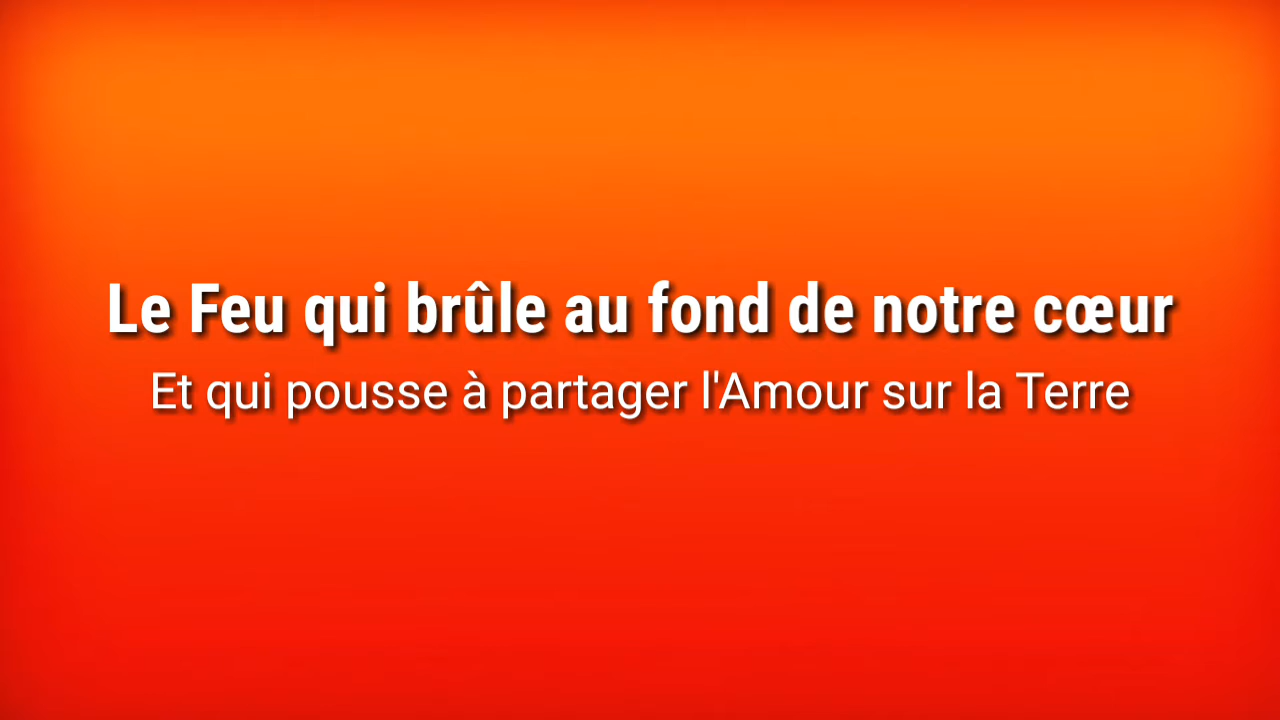 Le Feu qui brûle au fond de notre cœur
Et qui pousse à partager l'Amour sur la Terre